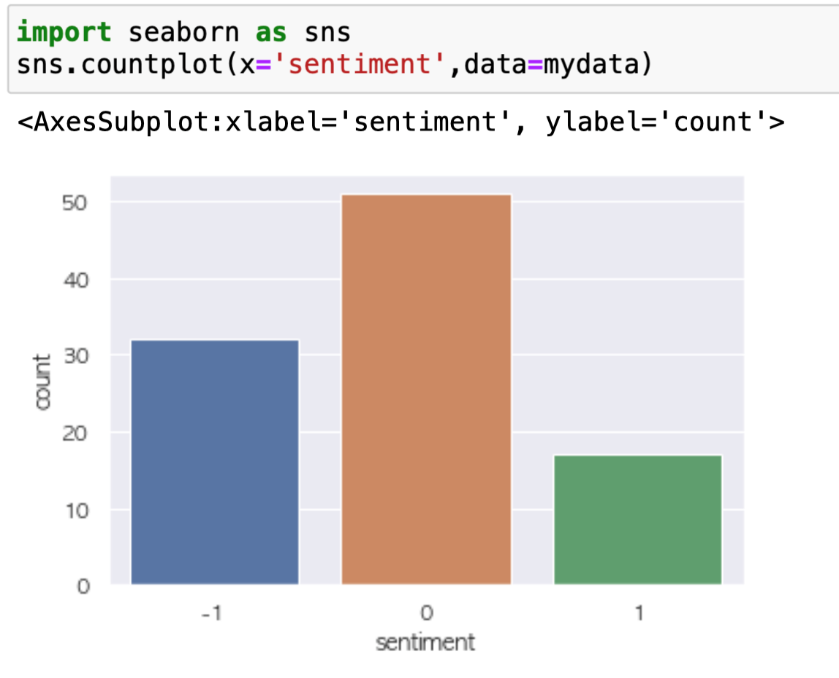 import seaborn as sns
sns.countplot(x='sentiment',data=mydata)
<AxesSubplot:xlabel='sentiment', ylabel='count'>
50
40
30
20
10
0
count
-1 0 1
sentiment